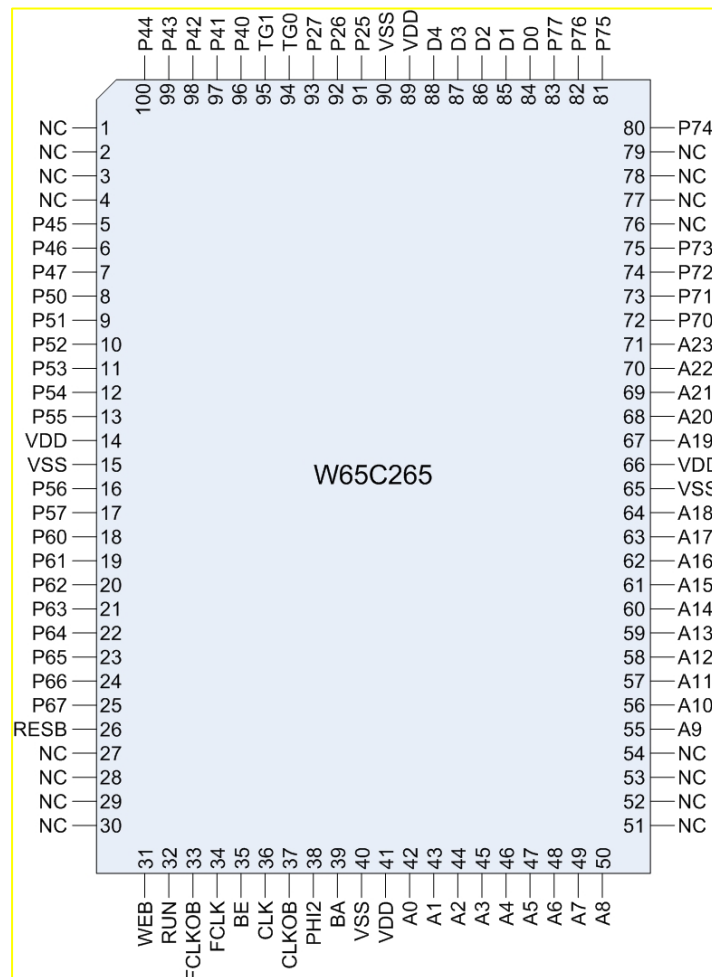 P44 P43 P42 P41 P40 TG1 TG0 P27 P26 P25 VSS VDD D4 D3 D2 D1 D0 P77 P76 P75
100 99 98 97 96 95 94 93 92 91 90 89 88 87 86 85 84 83 82 81
NC 1 80 P74
NC 2 79 NC
NC 3 78 NC
NC 4 77 NC
P45 5 76 NC
P46 6 75 P73
P47 7 74 P72
P50 8 73 P71
P51 9 72 P70
P52 10 71 A23
P53 11 70 A22
P54 12 69 A21
P55 13 68 A20
VDD 14 67 A19
VSS 15 66 VDD
W65C265
P56 16 65 VSS
P57 17 64 A18
P60 18 63 A17
P61 19 62 A16
P62 20 61 A15
P63 21 60 A14
P64 22 59 A13
P65 23 58 A12
P66 24 57 A11
P67 25 56 A10
RESB 26 55 A9
NC 27 54 NC
NC 28 53 NC
NC 29 52 NC
NC 30 51 NC
31 32 33 34 35 36 37 38 39 40 41 42 43 44 45 46 47 48 49 50
WEB RUN FCLKOB FCLK BE CLK CLKOB PHI2 BA VSS VDD A0 A1 A2 A3 A4 A5 A6 A7 A8